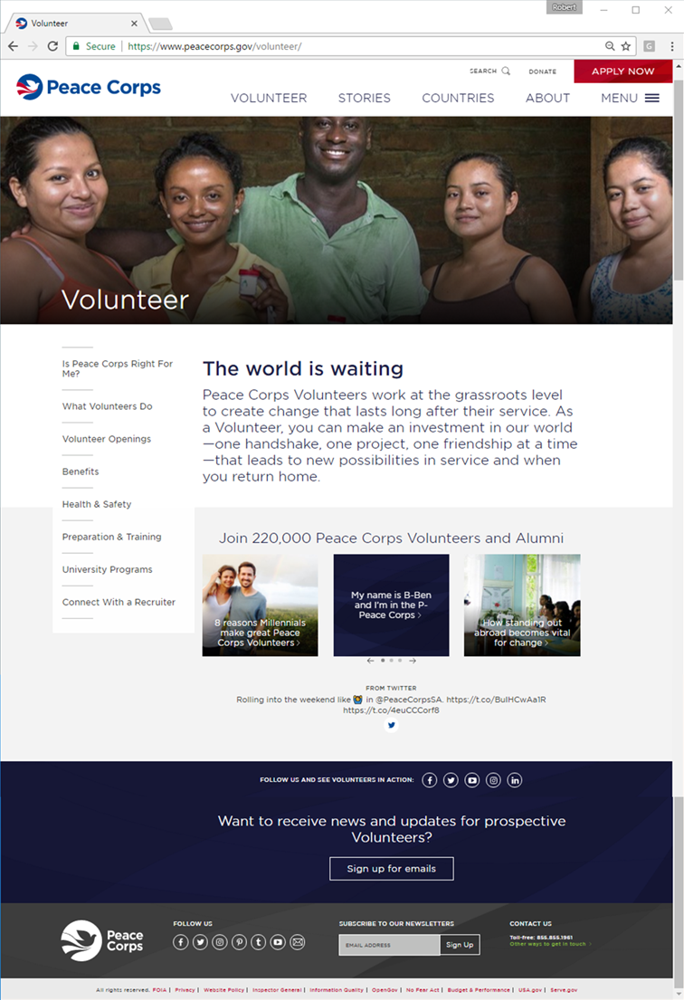 Robert
Volunteer
Secure | https://www.peacecorps.gov/volunteer/
G
SEARCH DONATE APPLY NOW
Peace Corps
VOLUNTEER STORIES COUNTRIES ABOUT MENU
Volunteer
Is Peace Corps Right For
Me?
What Volunteers Do
Volunteer Openings
Benefits
Health & Safety
Preparation & Training
University Programs
Connect With a Recruiter
The world is waiting
Peace Corps Volunteers work at the grassroots level
to create change that lasts long after their service. As
a Volunteer, you can make an investment in our world
—one handshake, one project, one friendship at a time
—that leads to new possibilities in service and when
you return home.
Join 220,000 Peace Corps Volunteers and Alumni
8 reasons Millennials
make great Peace
Corps Volunteers >
My name is B-Ben
and I'm in the P-
Peace Corps >
How standing out
abroad becomes vital
for change >
FROM TWITTER
Rolling into the weekend like in @PeaceCorpsSA. https://t.co/BuIHCwAa1R
https://t.co/4euCCCorf8
FOLLOW US AND SEE VOLUNTEERS IN ACTION:
Want to receive news and updates for prospective
Volunteers?
Sign up for emails
Peace
Corps
FOLLOW US
SUBSCRIBE TO OUR NEWSLETTERS
EMAIL ADDRESS Sign Up
CONTACT US
Toll-free: 855.855.1961
Other ways to get in touch >
All rights reserved. FOIA | Privacy | Website Policy | Inspector General | Information Quality | OpenGov | No Fear Act | Budget & Performance | USA.gov | Serve.gov